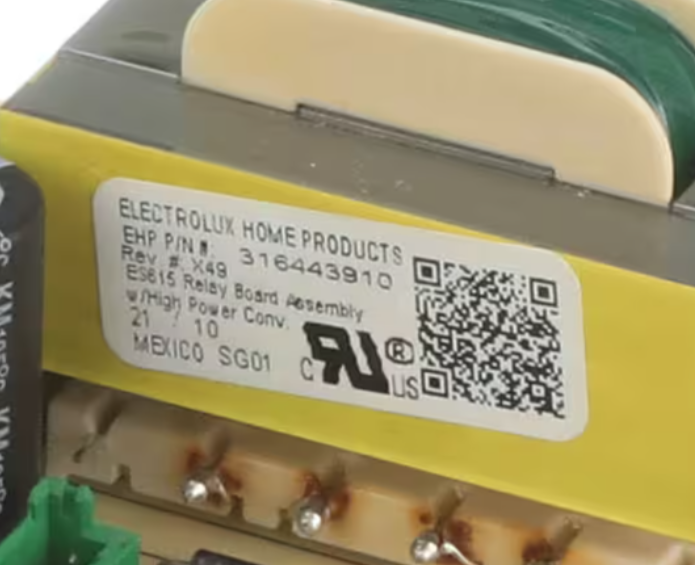 ELECTROLUX HOME PRODUCTS
EHP P/N #: 316443910
Rev #: X49
ES615 Relay Board Assembly
w/High Power Conv.
21 / 10
MEXICO SG01
C RU ® US